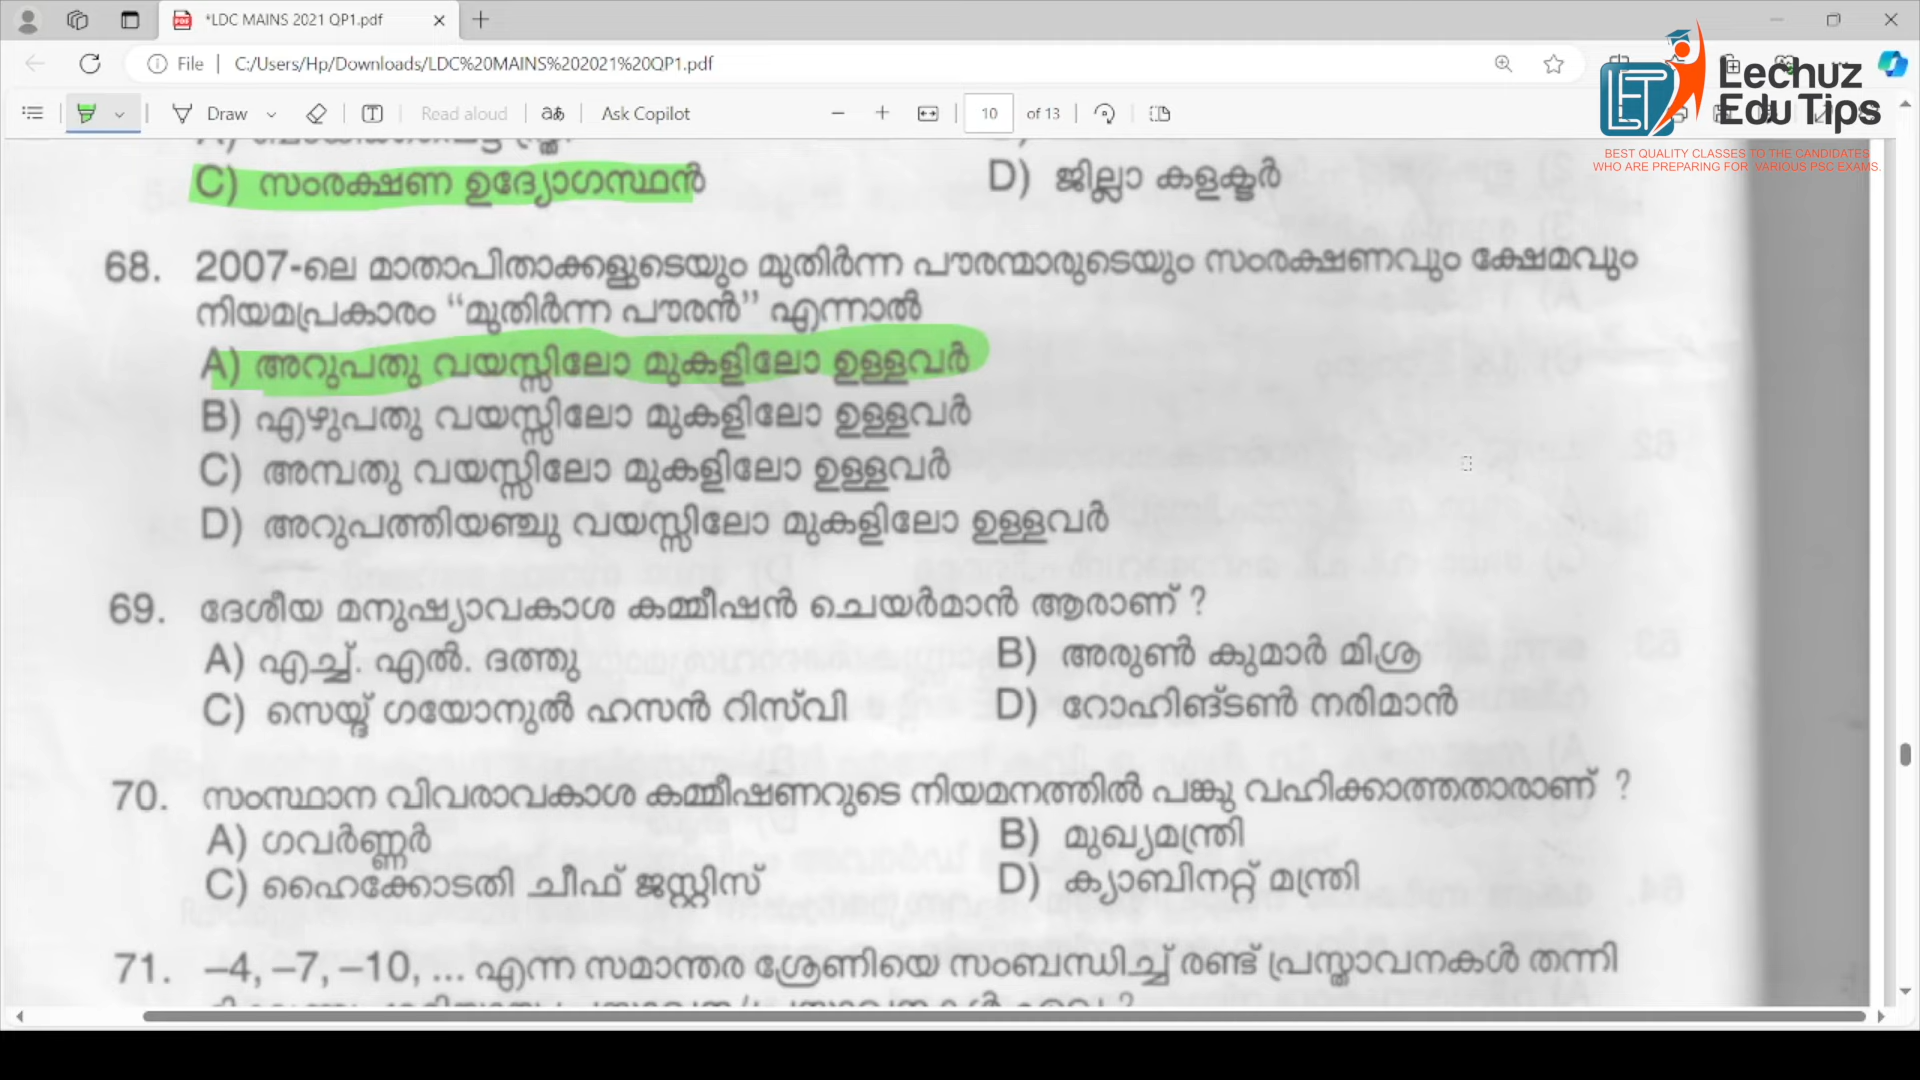 *LDC MAINS 2021 QP1.pdf
File
C:/Users/Hp/Downloads/LDC%20MAINS%202021%20QP1.pdf
Draw
Read aloud
Ask Copilot
10 of 13
LET
Lechuz
Edu Tips
BEST QUALITY CLASSES TO THE CANDIDATES
WHO ARE PREPARING FOR VARIOUS PSC EXAMS.
C) സംരക്ഷണ ഉദ്യോഗസ്ഥൻ
D) ജില്ലാ കളക്ടർ
68. 2007-ലെ മാതാപിതാക്കളുടെയും മുതിർന്ന പൗരന്മാരുടെയും സംരക്ഷണവും ക്ഷേമവും
നിയമപ്രകാരം “മുതിർന്ന പൗരൻ” എന്നാൽ
A) അറുപതു വയസ്സിലോ മുകളിലോ ഉള്ളവർ
B) എഴുപതു വയസ്സിലോ മുകളിലോ ഉള്ളവർ
C) അമ്പതു വയസ്സിലോ മുകളിലോ ഉള്ളവർ
D) അറുപത്തിയഞ്ചു വയസ്സിലോ മുകളിലോ ഉള്ളവർ
69. ദേശീയ മനുഷ്യാവകാശ കമ്മീഷൻ ചെയർമാൻ ആരാണ് ?
A) എച്ച്. എൽ. ദത്തു
B) അരുൺ കുമാർ മിശ്ര
C) സെയ്ദ് ഗയോനുൽ ഹസൻ റിസ്‌വി
D) റോഹിങ്ടൺ നരിമാൻ
70. സംസ്ഥാന വിവരാവകാശ കമ്മീഷണറുടെ നിയമനത്തിൽ പങ്കു വഹിക്കാത്തതാരാണ് ?
A) ഗവർണ്ണർ
B) മുഖ്യമന്ത്രി
C) ഹൈക്കോടതി ചീഫ് ജസ്റ്റിസ്
D) ക്യാബിനറ്റ് മന്ത്രി
71. –4, –7, –10, ... എന്ന സമാന്തര ശ്രേണിയെ സംബന്ധിച്ച് രണ്ട് പ്രസ്താവനകൾ തന്നി